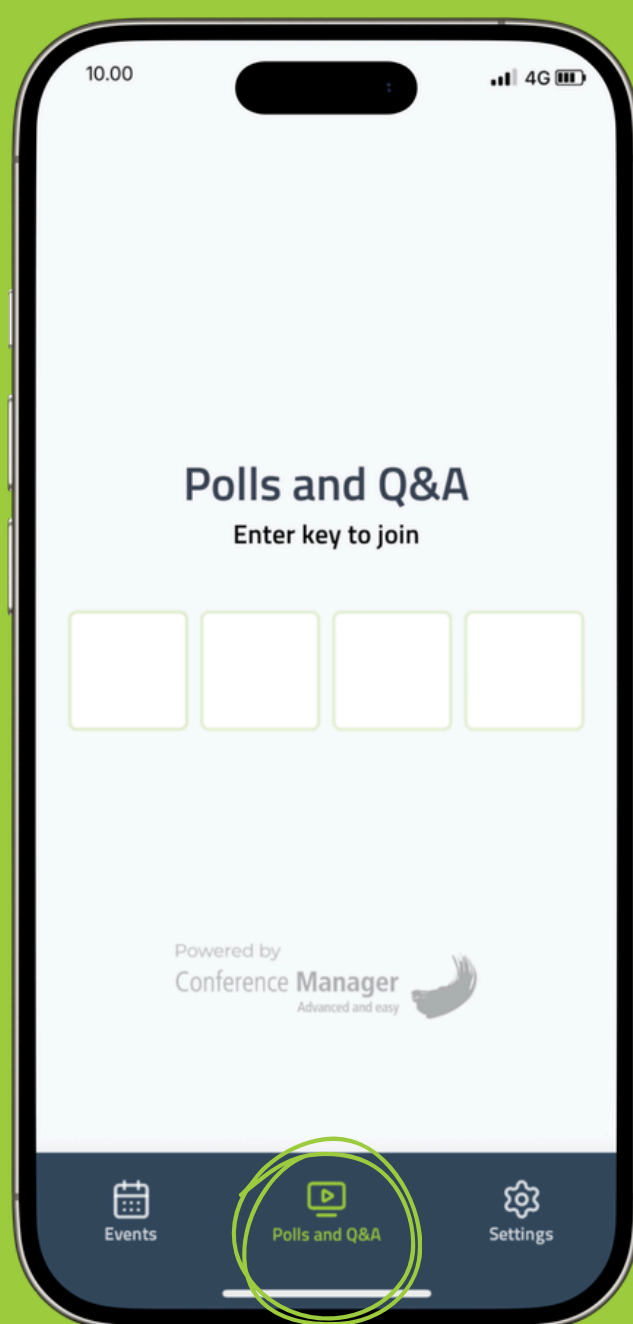 10.00
4G
Polls and Q&A
Enter key to join
Powered by
Conference Manager
Advanced and easy
Events
Polls and Q&A
Settings